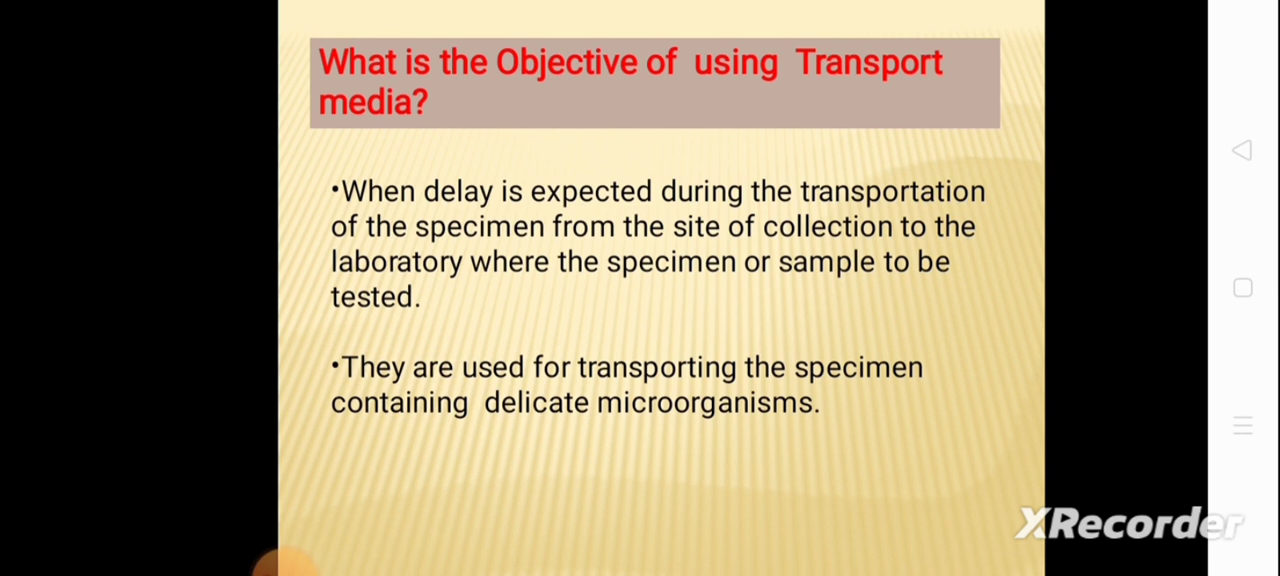 What is the Objective of using Transport
media?
•When delay is expected during the transportation
of the specimen from the site of collection to the
laboratory where the specimen or sample to be
tested.
•They are used for transporting the specimen
containing delicate microorganisms.
XRecorder